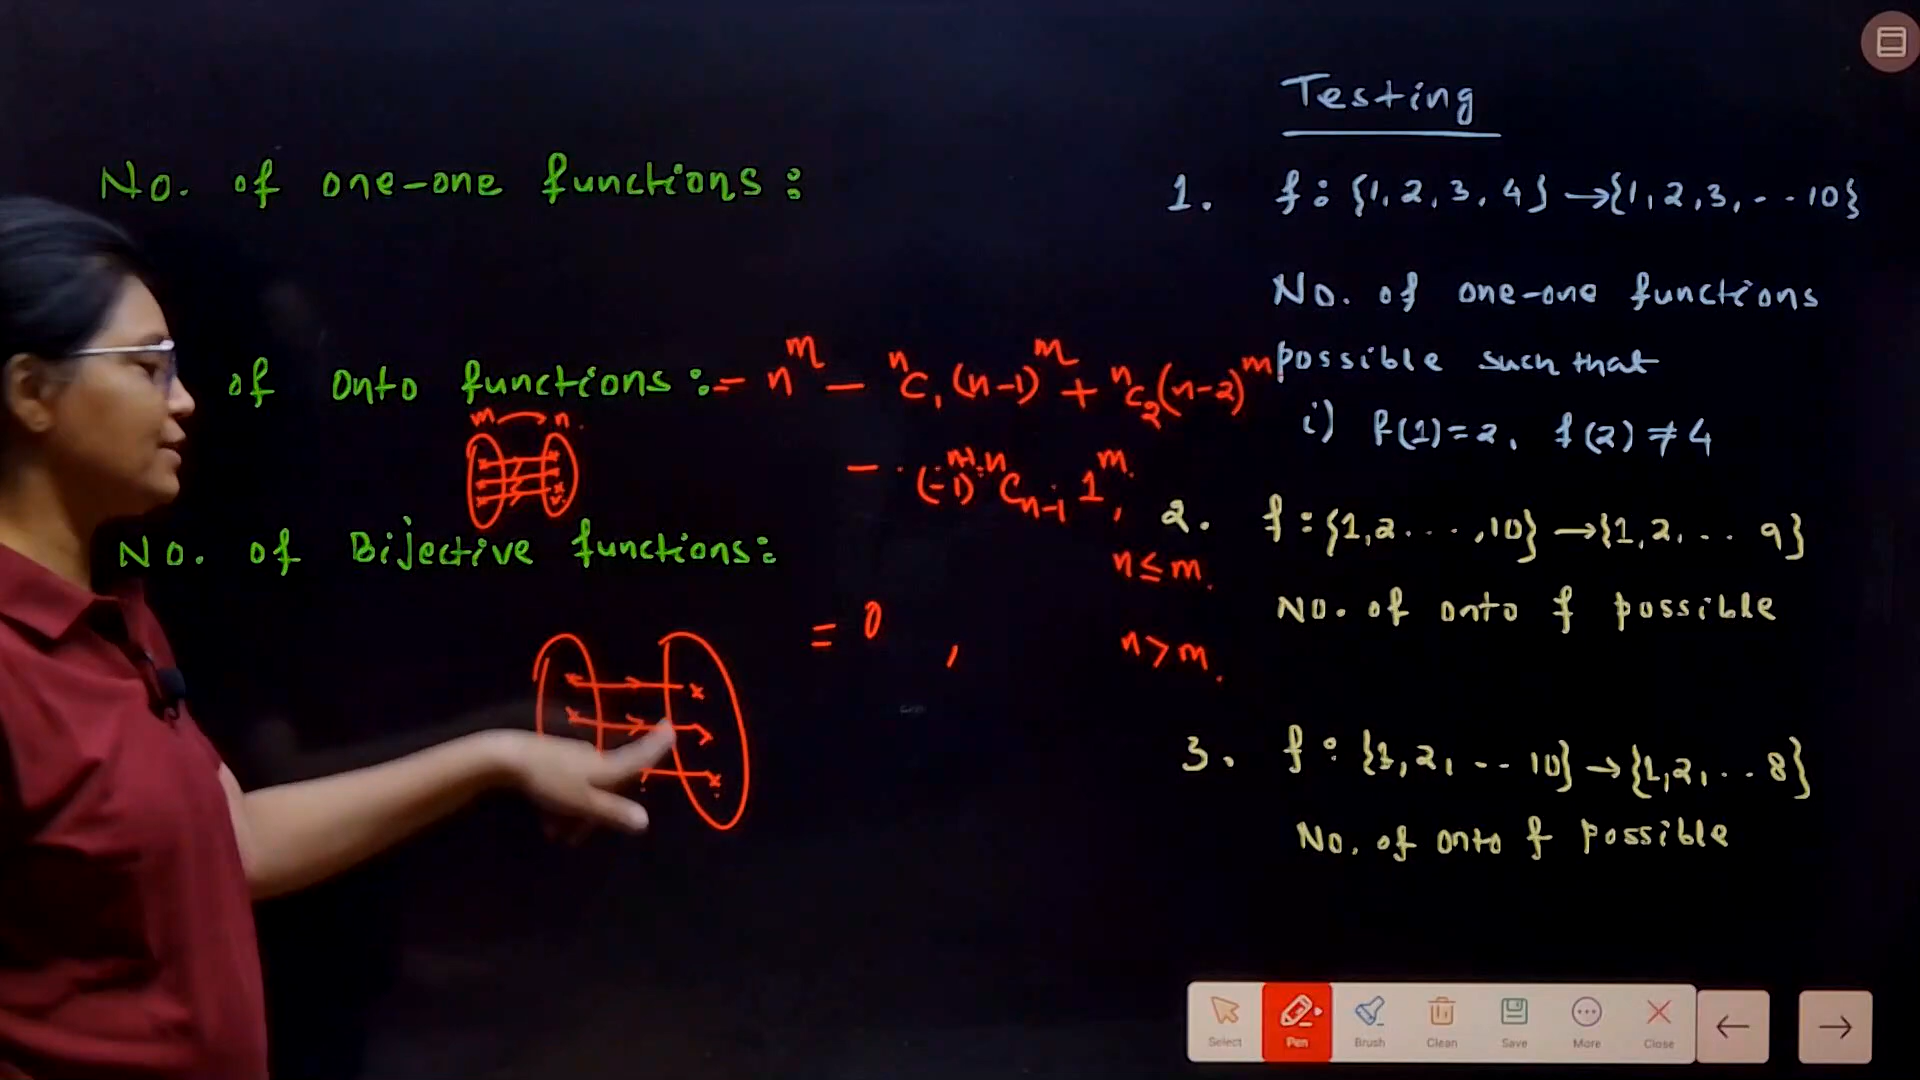 Testing
No. of one-one functions:
1. f: {1, 2, 3, 4} → {1, 2, 3, -- 10}
No. of one-one functions
possible such that
i) f(1) = 2, f(2) ≠ 4
of onto functions: = n^m - ^nC_1 (n-1)^m + ^nC_2 (n-2)^m
m → n
- . (-1)^{n-1} ^nC_{n-1} 1^m,
n ≤ m.
No. of Bijective functions:
= 0 , n > m.
2. f: {1, 2 ..., 10} → {1, 2, ... 9}
No. of onto f possible
3. f: {1, 2, -- 10} → {1, 2, ... 8}
No. of onto f possible
Select Pen Brush Clean Save More Close